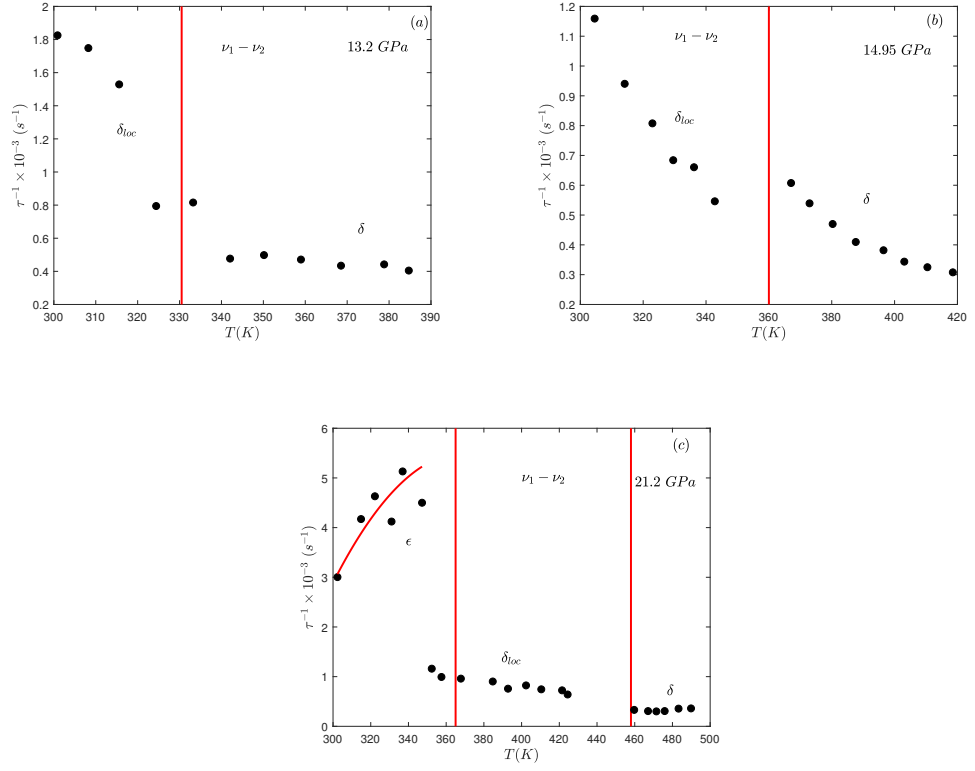 (a)
ν₁ − ν₂
13.2 GPa
δ_loc
δ
τ⁻¹ × 10⁻³ (s⁻¹)
2
1.8
1.6
1.4
1.2
1
0.8
0.6
0.4
0.2
300 310 320 330 340 350 360 370 380 390
T(K)
(b)
ν₁ − ν₂
14.95 GPa
δ_loc
δ
τ⁻¹ × 10⁻³ (s⁻¹)
1.2
1.1
1
0.9
0.8
0.7
0.6
0.5
0.4
0.3
0.2
300 320 340 360 380 400 420
T(K)
(c)
ν₁ − ν₂
21.2 GPa
ϵ
δ_loc
δ
τ⁻¹ × 10⁻³ (s⁻¹)
6
5
4
3
2
1
0
300 320 340 360 380 400 420 440 460 480 500
T(K)